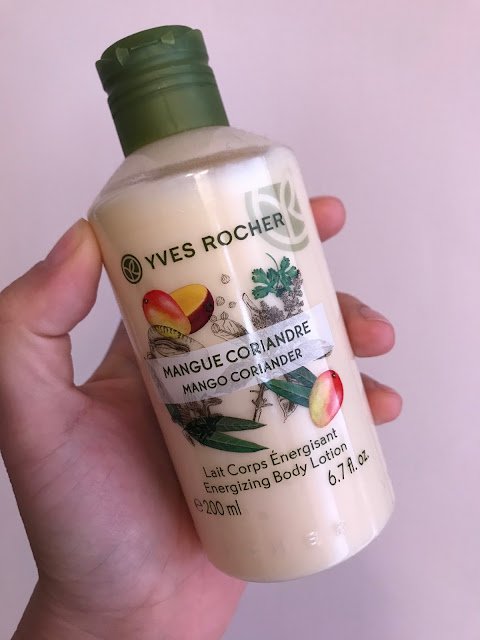 YVES ROCHER
MANGUE CORIANDRE
MANGO CORIANDER
Lait Corps Énergisant
Energizing Body Lotion
℮200 ml 6.7 fl. oz.